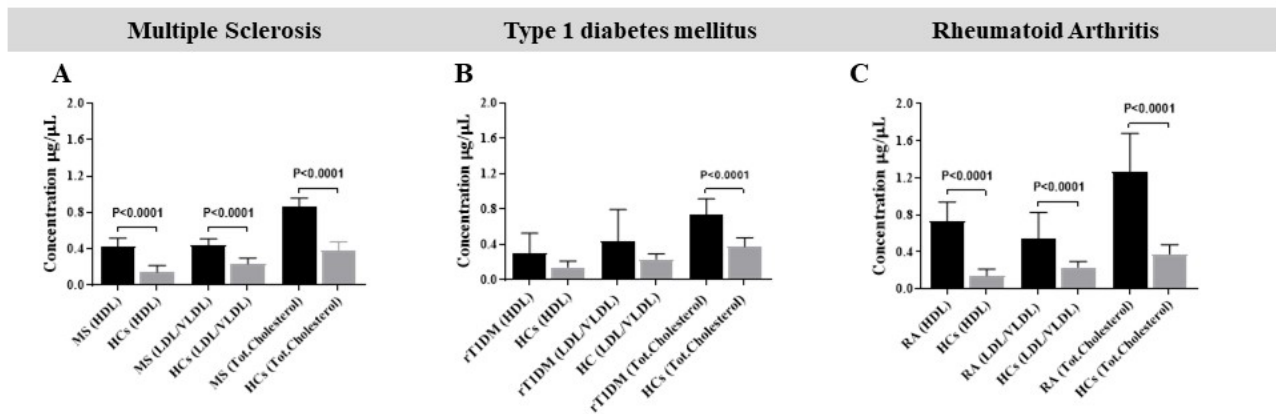 Multiple Sclerosis
Type 1 diabetes mellitus
Rheumatoid Arthritis
A
Concentration µg/µL
2.0
1.6
1.2
0.8
0.4
0.0
P<0.0001
P<0.0001
P<0.0001
MS (HDL)
HCs (HDL)
MS (LDL/VLDL)
HCs (LDL/VLDL)
MS (Tot.Cholesterol)
HCs (Tot.Cholesterol)
B
Concentration µg/µL
2.0
1.6
1.2
0.8
0.4
0.0
P<0.0001
rT1DM (HDL)
HCs (HDL)
rT1DM (LDL/VLDL)
HC (LDL/VLDL)
rT1DM (Tot.Cholesterol)
HCs (Tot.Cholesterol)
C
Concentration µg/µL
2.0
1.6
1.2
0.8
0.4
0.0
P<0.0001
P<0.0001
P<0.0001
RA (HDL)
HCs (HDL)
RA (LDL/VLDL)
HCs (LDL/VLDL)
RA (Tot.Cholesterol)
HCs (Tot.Cholesterol)